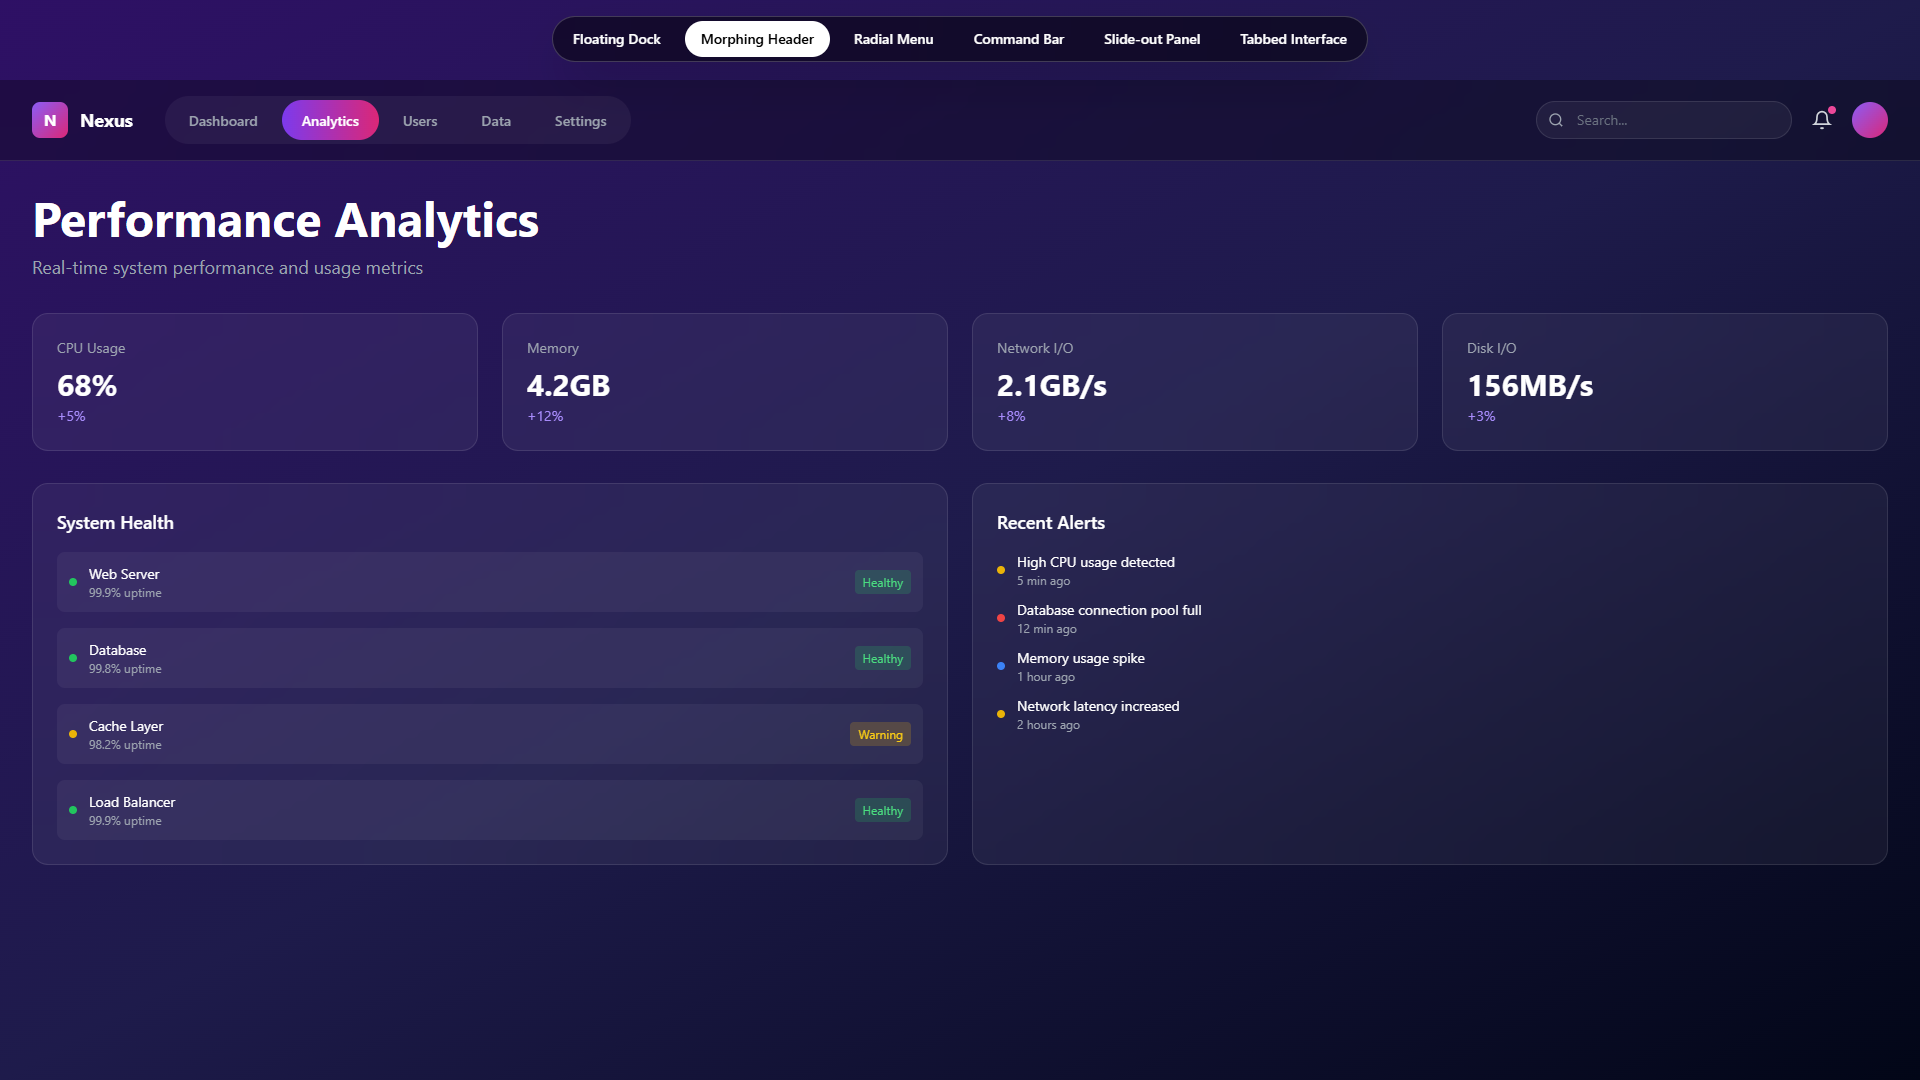 Floating Dock
Morphing Header
Radial Menu
Command Bar
Slide-out Panel
Tabbed Interface
N
Nexus
Dashboard
Analytics
Users
Data
Settings
Search...
Performance Analytics
Real-time system performance and usage metrics
CPU Usage
68%
+5%
Memory
4.2GB
+12%
Network I/O
2.1GB/s
+8%
Disk I/O
156MB/s
+3%
System Health
Web Server
99.9% uptime
Healthy
Database
99.8% uptime
Healthy
Cache Layer
98.2% uptime
Warning
Load Balancer
99.9% uptime
Healthy
Recent Alerts
High CPU usage detected
5 min ago
Database connection pool full
12 min ago
Memory usage spike
1 hour ago
Network latency increased
2 hours ago